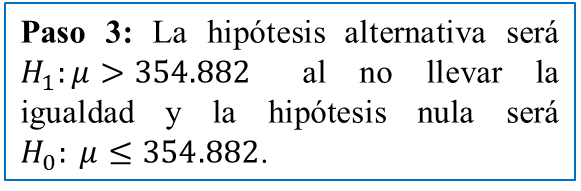 Paso 3: La hipótesis alternativa será
H₁: μ > 354.882 al no llevar la
igualdad y la hipótesis nula será
H₀: μ ≤ 354.882.